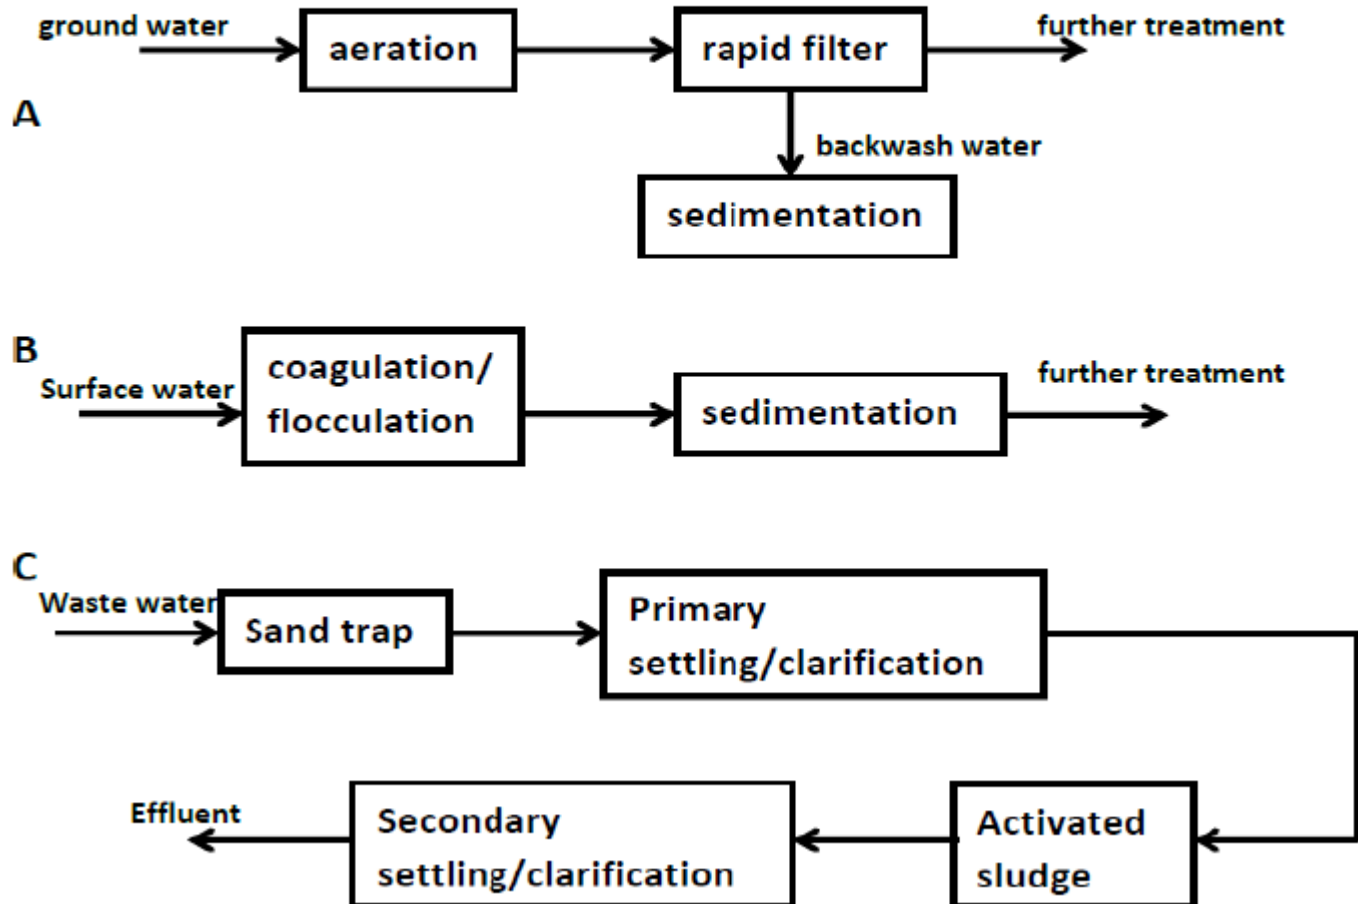 ground water
aeration
rapid filter
further treatment
A
backwash water
sedimentation
B
Surface water
coagulation/
flocculation
sedimentation
further treatment
C
Waste water
Sand trap
Primary
settling/clarification
Effluent
Secondary
settling/clarification
Activated
sludge